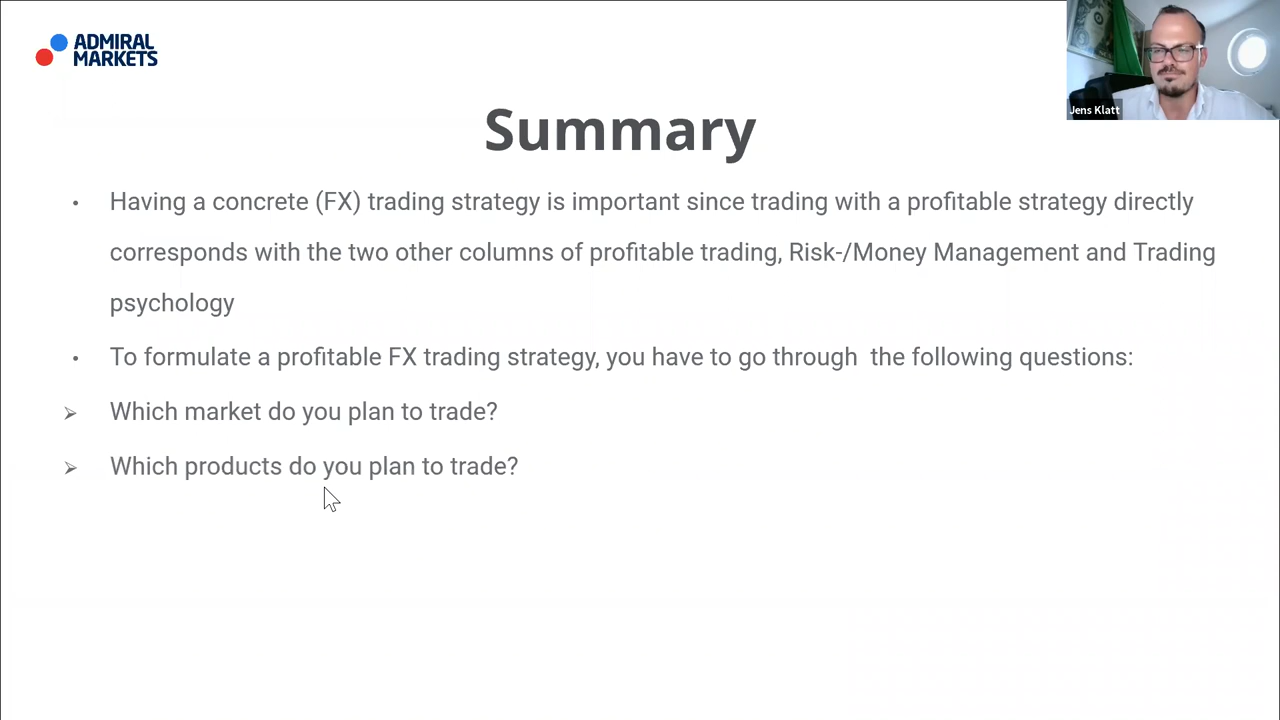 ADMIRAL
MARKETS
Jens Klatt
Summary
• Having a concrete (FX) trading strategy is important since trading with a profitable strategy directly
corresponds with the two other columns of profitable trading, Risk-/Money Management and Trading
psychology
• To formulate a profitable FX trading strategy, you have to go through  the following questions:
➢ Which market do you plan to trade?
➢ Which products do you plan to trade?